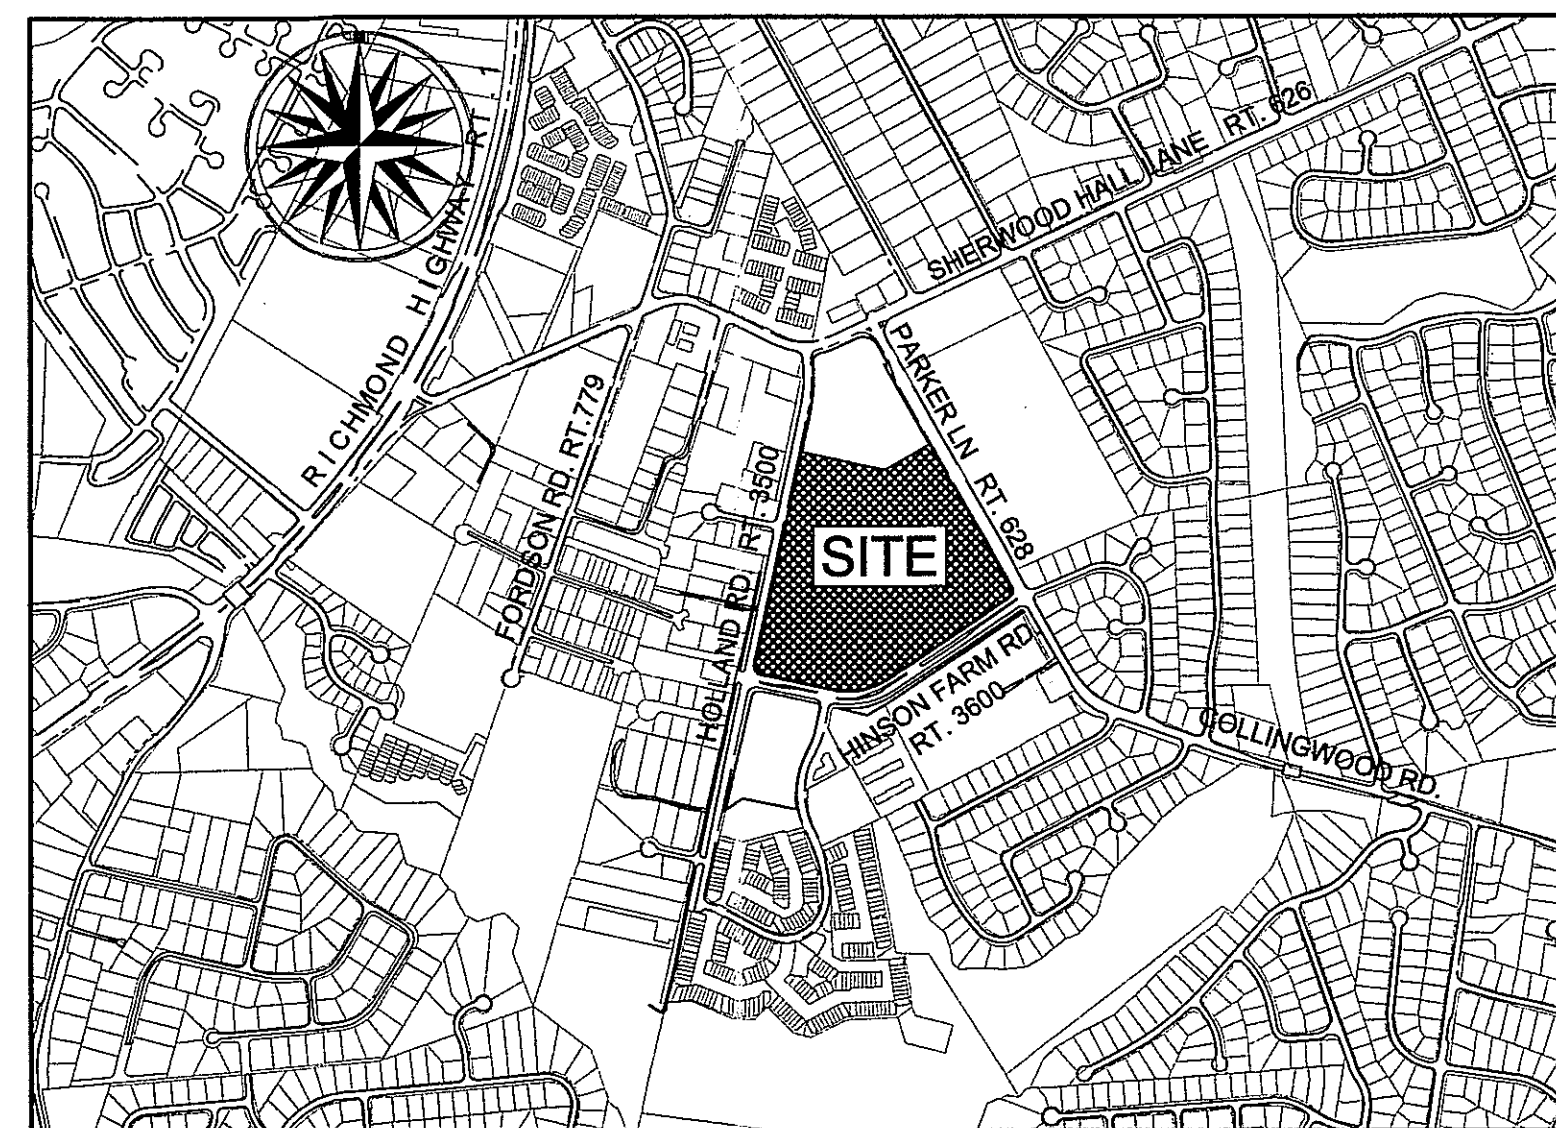 RICHMOND HIGHWAY RT. 1
SHERWOOD HALL LANE RT. 626
PARKER LN RT. 628
FORDSON RD. RT. 779
HOLLAND RD. RT. 3500
SITE
HINSON FARM RD.
RT. 3600
COLLINGWOOD RD.